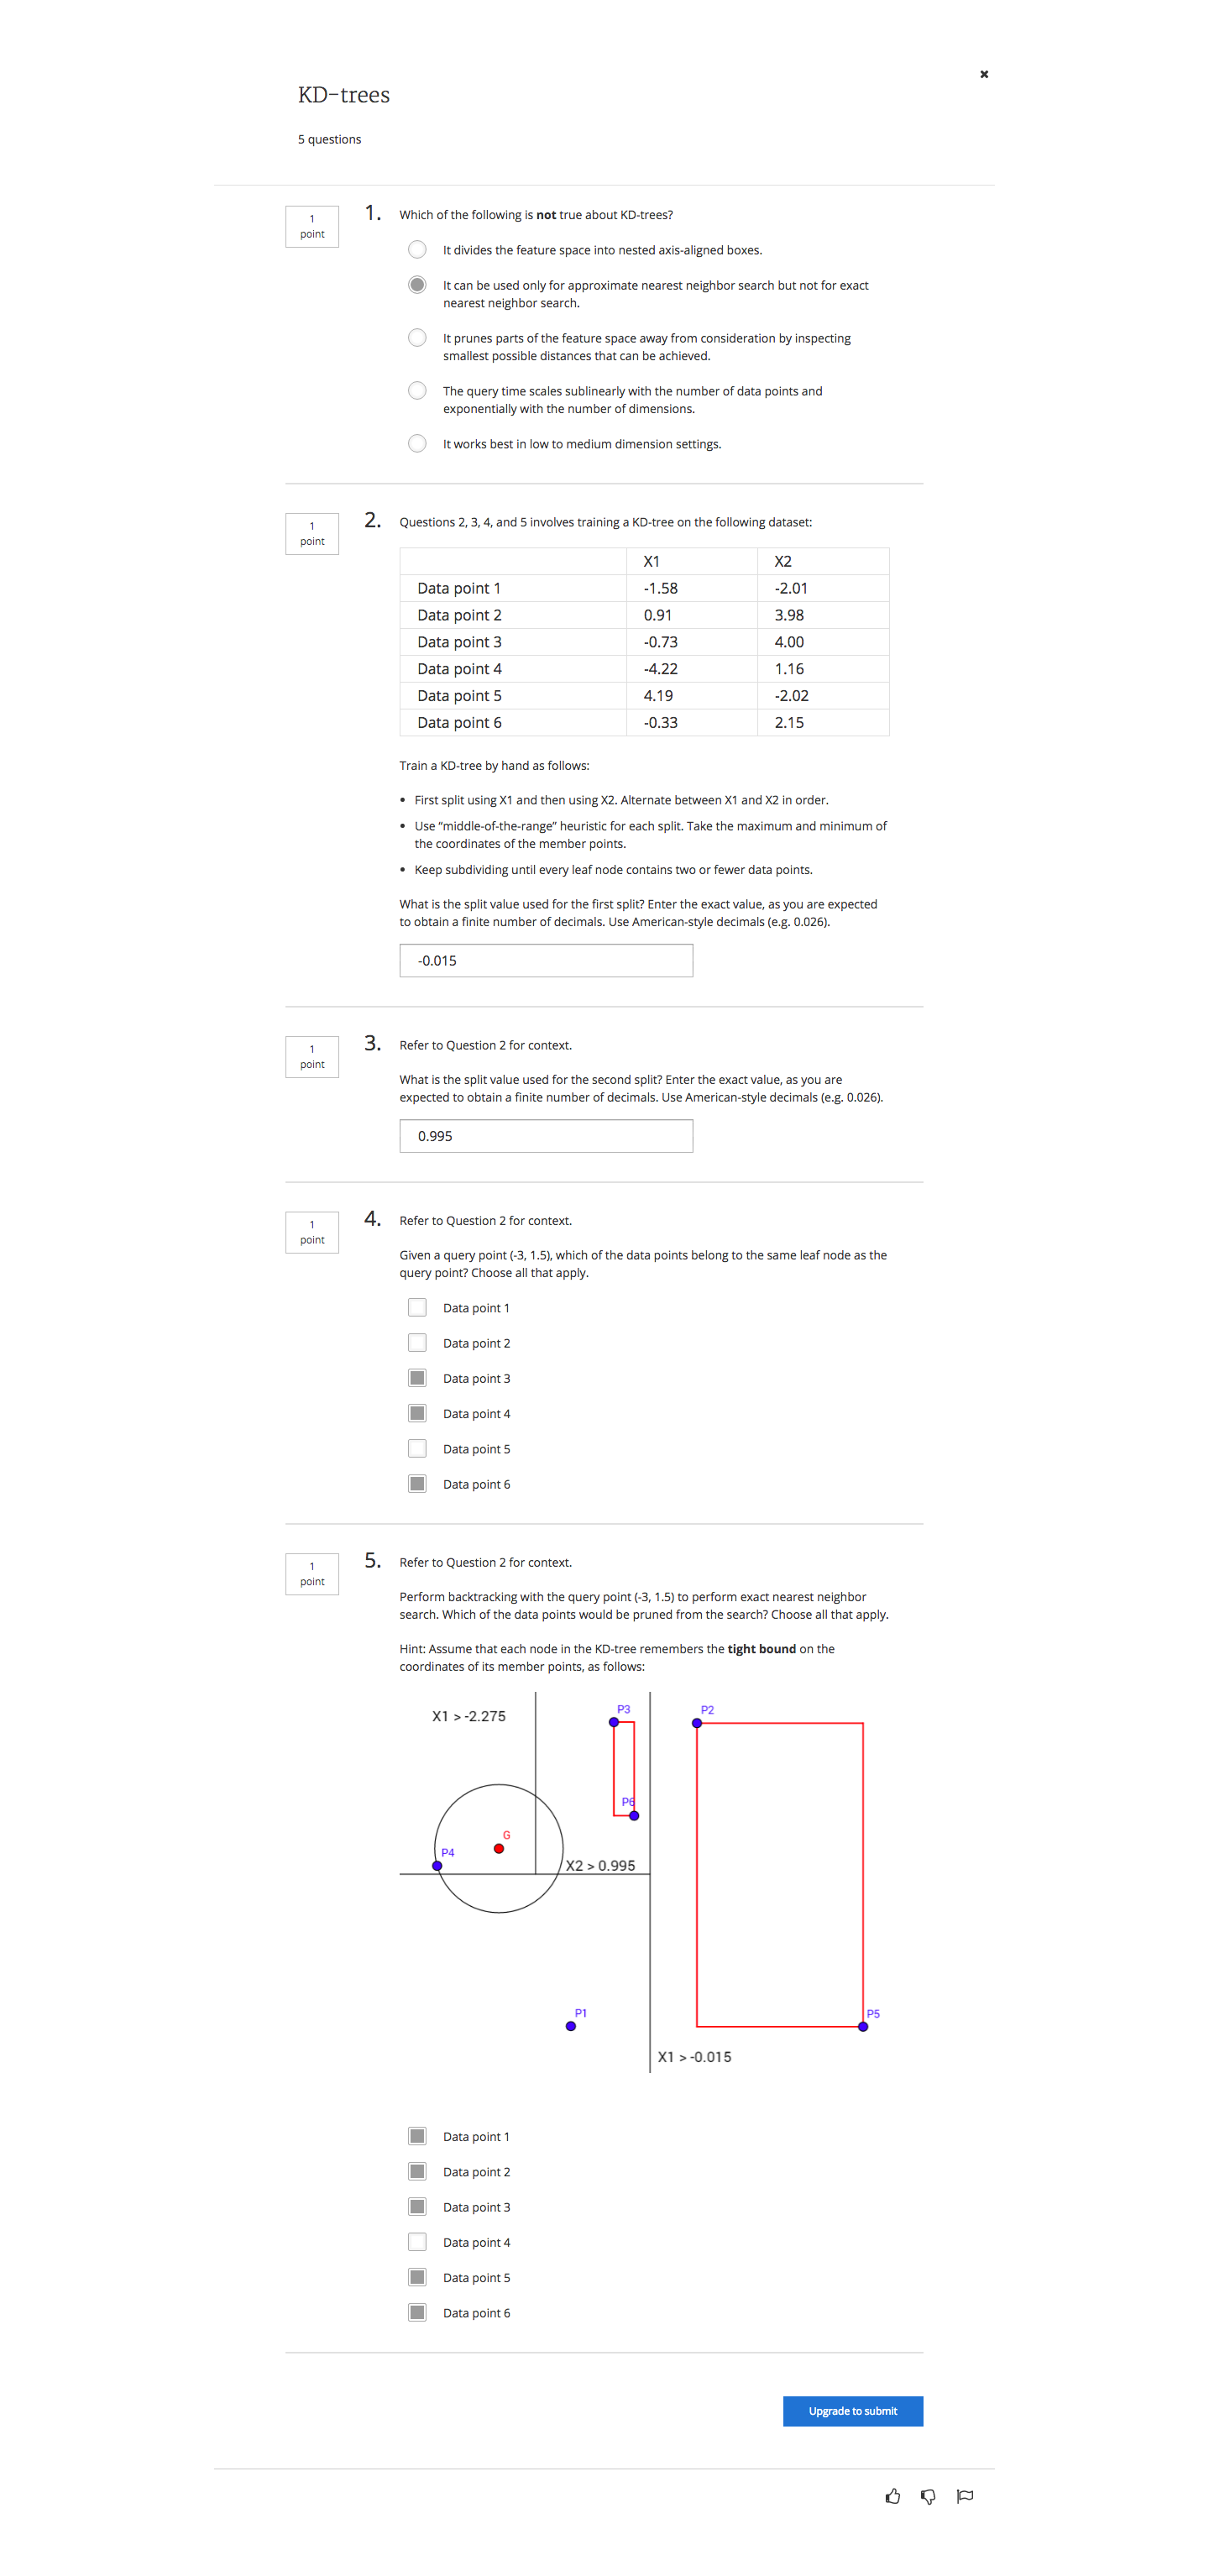 KD-trees
5 questions
1
point
1.
Which of the following is not true about KD-trees?
It divides the feature space into nested axis-aligned boxes.
It can be used only for approximate nearest neighbor search but not for exact
nearest neighbor search.
It prunes parts of the feature space away from consideration by inspecting
smallest possible distances that can be achieved.
The query time scales sublinearly with the number of data points and
exponentially with the number of dimensions.
It works best in low to medium dimension settings.
1
point
2.
Questions 2, 3, 4, and 5 involves training a KD-tree on the following dataset:
X1 X2
Data point 1 -1.58 -2.01
Data point 2 0.91 3.98
Data point 3 -0.73 4.00
Data point 4 -4.22 1.16
Data point 5 4.19 -2.02
Data point 6 -0.33 2.15
Train a KD-tree by hand as follows:
• First split using X1 and then using X2. Alternate between X1 and X2 in order.
• Use “middle-of-the-range” heuristic for each split. Take the maximum and minimum of
the coordinates of the member points.
• Keep subdividing until every leaf node contains two or fewer data points.
What is the split value used for the first split? Enter the exact value, as you are expected
to obtain a finite number of decimals. Use American-style decimals (e.g. 0.026).
-0.015
1
point
3.
Refer to Question 2 for context.
What is the split value used for the second split? Enter the exact value, as you are
expected to obtain a finite number of decimals. Use American-style decimals (e.g. 0.026).
0.995
1
point
4.
Refer to Question 2 for context.
Given a query point (-3, 1.5), which of the data points belong to the same leaf node as the
query point? Choose all that apply.
Data point 1
Data point 2
Data point 3
Data point 4
Data point 5
Data point 6
1
point
5.
Refer to Question 2 for context.
Perform backtracking with the query point (-3, 1.5) to perform exact nearest neighbor
search. Which of the data points would be pruned from the search? Choose all that apply.
Hint: Assume that each node in the KD-tree remembers the tight bound on the
coordinates of its member points, as follows:
P3
P2
X1 > -2.275
P6
G
P4
X2 > 0.995
P1
P5
X1 > -0.015
Data point 1
Data point 2
Data point 3
Data point 4
Data point 5
Data point 6
Upgrade to submit